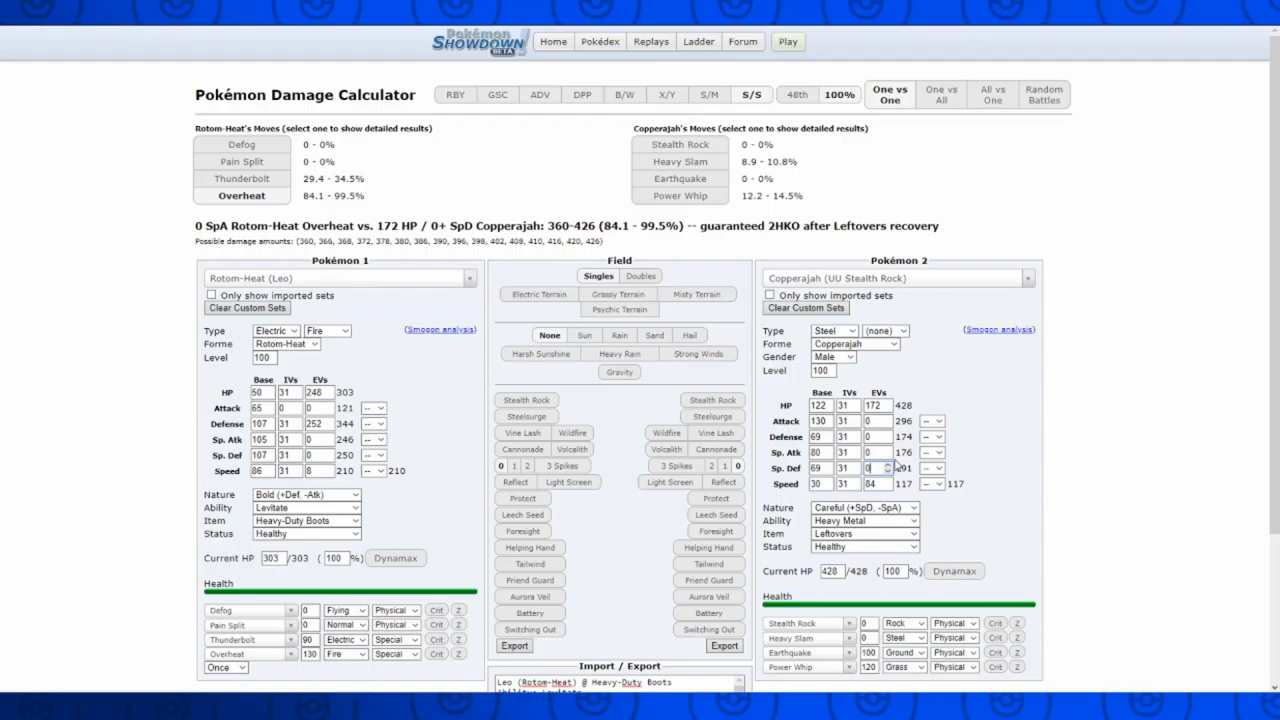 Pokémon SHOWDOWN BETA Home Pokédex Replays Ladder Forum Play
Pokémon Damage Calculator RBY GSC ADV DPP B/W X/Y S/M S/S 48th 100% One vs One One vs All All vs One Random Battles
Rotom-Heat's Moves (select one to show detailed results) Copperajah's Moves (select one to show detailed results)
Defog 0 - 0% Stealth Rock 0 - 0%
Pain Split 0 - 0% Heavy Slam 8.9 - 10.8%
Thunderbolt 29.4 - 34.5% Earthquake 0 - 0%
Overheat 84.1 - 99.5% Power Whip 12.2 - 14.5%
0 SpA Rotom-Heat Overheat vs. 172 HP / 0+ SpD Copperajah: 360-426 (84.1 - 99.5%) -- guaranteed 2HKO after Leftovers recovery
Possible damage amounts: (360, 366, 368, 372, 378, 380, 386, 390, 396, 398, 402, 408, 410, 416, 420, 426)
Pokémon 1
Rotom-Heat (Leo)
Only show imported sets
Clear Custom Sets
Type Electric Fire (Smogon analysis)
Forme Rotom-Heat
Level 100
Base IVs EVs
HP 50 31 248 303
Attack 65 0 0 121 --
Defense 107 31 252 344 --
Sp. Atk 105 31 0 246 --
Sp. Def 107 31 0 250 --
Speed 86 31 8 210 -- 210
Nature Bold (+Def, -Atk)
Ability Levitate
Item Heavy-Duty Boots
Status Healthy
Current HP 303 /303 ( 100 %) Dynamax
Health
Defog 0 Flying Physical Crit Z
Pain Split 0 Normal Physical Crit Z
Thunderbolt 90 Electric Special Crit Z
Overheat 130 Fire Special Crit Z
Once
Field
Singles Doubles
Electric Terrain Grassy Terrain Misty Terrain
Psychic Terrain
None Sun Rain Sand Hail
Harsh Sunshine Heavy Rain Strong Winds
Gravity
Stealth Rock Stealth Rock
Steelsurge Steelsurge
Vine Lash Wildfire Wildfire Vine Lash
Cannonade Volcalith Volcalith Cannonade
0 1 2 3 Spikes 3 Spikes 2 1 0
Reflect Light Screen Light Screen Reflect
Protect Protect
Leech Seed Leech Seed
Foresight Foresight
Helping Hand Helping Hand
Tailwind Tailwind
Friend Guard Friend Guard
Aurora Veil Aurora Veil
Battery Battery
Switching Out Switching Out
Export Export
Import / Export
Leo (Rotom-Heat) @ Heavy-Duty Boots
Ability: Levitate
Pokémon 2
Copperajah (UU Stealth Rock)
Only show imported sets
Clear Custom Sets
Type Steel (none) (Smogon analysis)
Forme Copperajah
Gender Male
Level 100
Base IVs EVs
HP 122 31 172 428
Attack 130 31 0 296 --
Defense 69 31 0 174 --
Sp. Atk 80 31 0 176 --
Sp. Def 69 31 0 91 --
Speed 30 31 84 117 -- 117
Nature Careful (+SpD, -SpA)
Ability Heavy Metal
Item Leftovers
Status Healthy
Current HP 428 /428 ( 100 %) Dynamax
Health
Stealth Rock 0 Rock Physical Crit Z
Heavy Slam 0 Steel Physical Crit Z
Earthquake 100 Ground Physical Crit Z
Power Whip 120 Grass Physical Crit Z